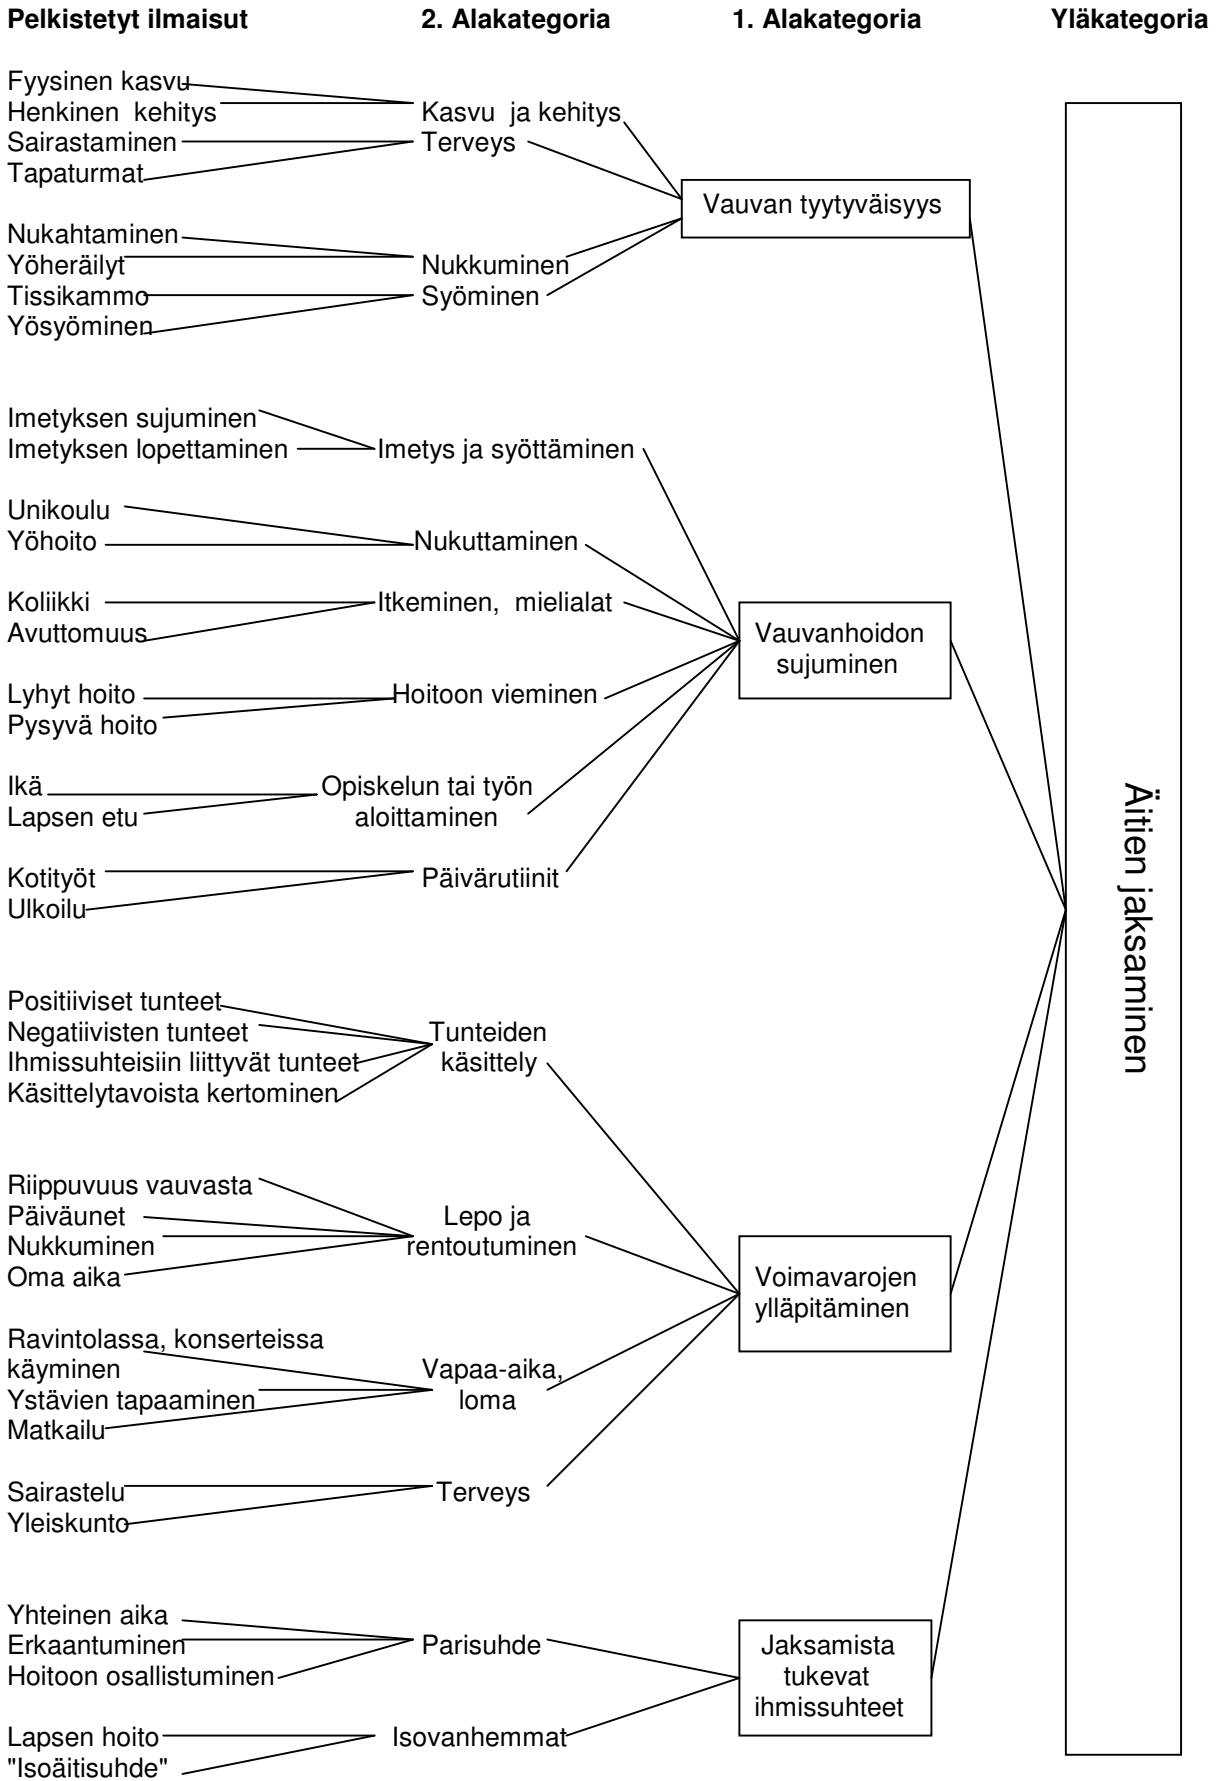 Pelkistetyt ilmaisut 2. Alakategoria 1. Alakategoria Yläkategoria
Fyysinen kasvu
Henkinen kehitys Kasvu ja kehitys
Sairastaminen Terveys
Tapaturmat
Vauvan tyytyväisyys
Nukahtaminen
Yöheräilyt Nukkuminen
Tissikammo Syöminen
Yösyöminen
Imetyksen sujuminen
Imetyksen lopettaminen Imetys ja syöttäminen
Unikoulu
Yöhoito Nukuttaminen
Koliikki Itkeminen, mielialat
Avuttomuus
Vauvanhoidon
sujuminen
Lyhyt hoito Hoitoon vieminen
Pysyvä hoito
Ikä Opiskelun tai työn
Lapsen etu aloittaminen
Kotityöt Päivärutiinit
Ulkoilu
Äitien jaksaminen
Positiiviset tunteet
Negatiivisten tunteet Tunteiden
Ihmissuhteisiin liittyvät tunteet käsittely
Käsittelytavoista kertominen
Riippuvuus vauvasta
Päiväunet Lepo ja
Nukkuminen rentoutuminen
Oma aika
Voimavarojen
ylläpitäminen
Ravintolassa, konserteissa
käyminen Vapaa-aika,
Ystävien tapaaminen loma
Matkailu
Sairastelu Terveys
Yleiskunto
Yhteinen aika
Erkaantuminen Parisuhde
Hoitoon osallistuminen
Jaksamista
tukevat
ihmissuhteet
Lapsen hoito Isovanhemmat
"Isoäitisuhde"